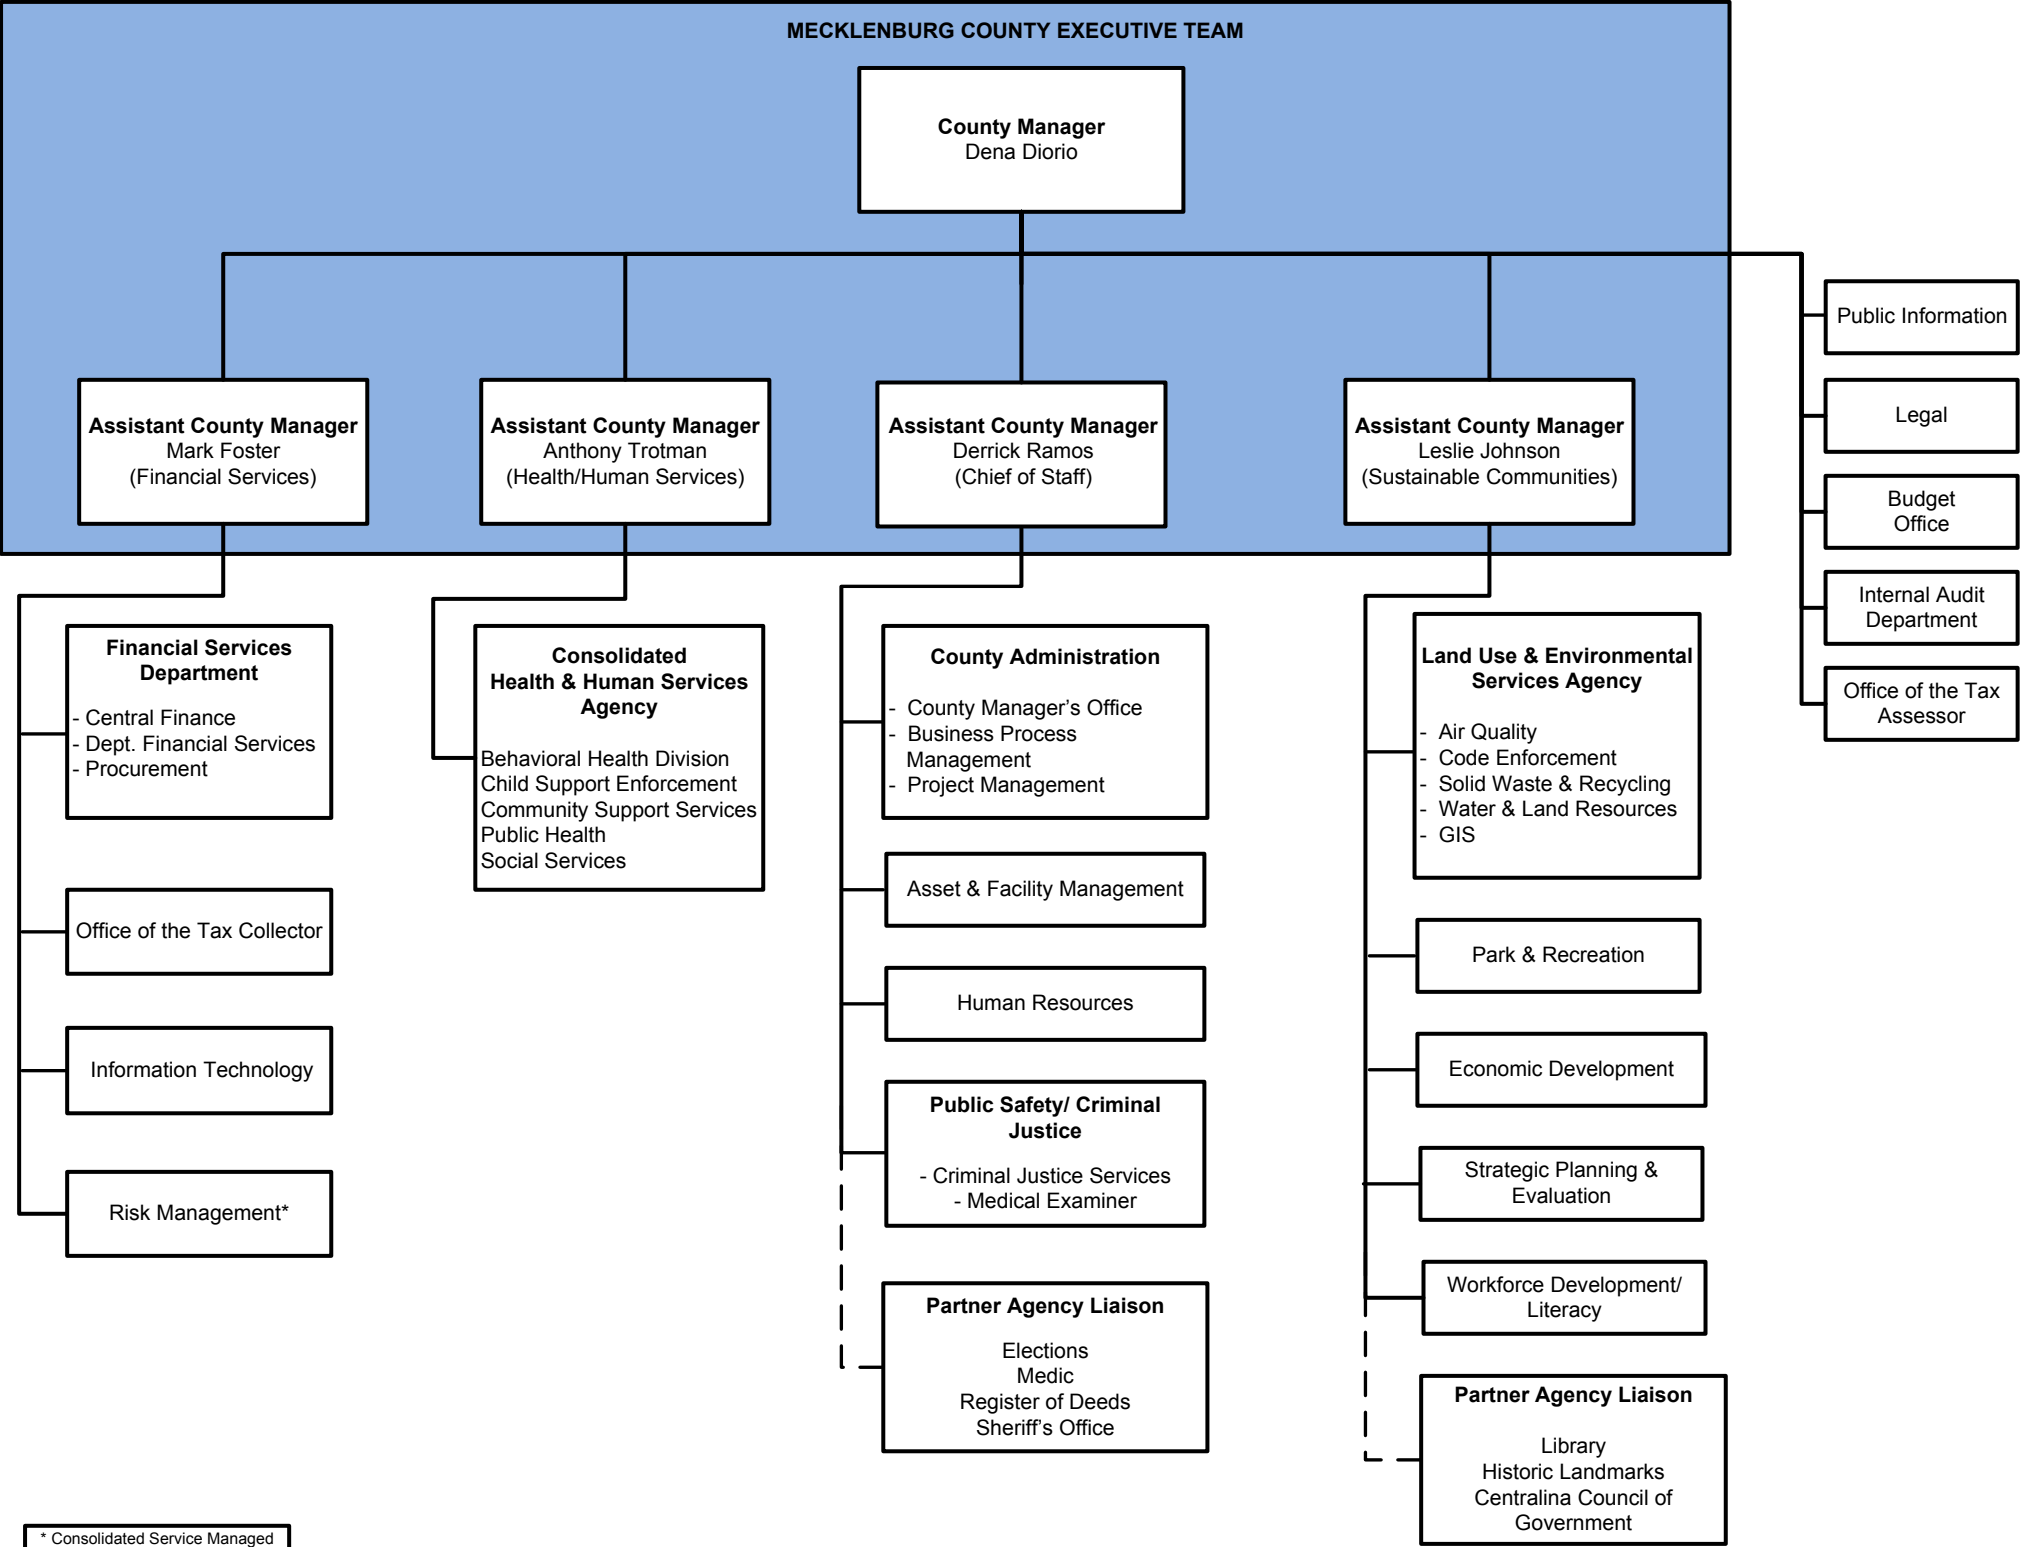 MECKLENBURG COUNTY EXECUTIVE TEAM
County Manager
Dena Diorio
Assistant County Manager
Mark Foster
(Financial Services)
Assistant County Manager
Anthony Trotman
(Health/Human Services)
Assistant County Manager
Derrick Ramos
(Chief of Staff)
Assistant County Manager
Leslie Johnson
(Sustainable Communities)
Public Information
Legal
Budget
Office
Internal Audit
Department
Office of the Tax
Assessor
Financial Services
Department
- Central Finance
- Dept. Financial Services
- Procurement
Office of the Tax Collector
Information Technology
Risk Management*
Consolidated
Health & Human Services
Agency
Behavioral Health Division
Child Support Enforcement
Community Support Services
Public Health
Social Services
County Administration
- County Manager’s Office
- Business Process
Management
- Project Management
Asset & Facility Management
Human Resources
Public Safety/ Criminal
Justice
- Criminal Justice Services
- Medical Examiner
Partner Agency Liaison
Elections
Medic
Register of Deeds
Sheriff’s Office
Land Use & Environmental
Services Agency
- Air Quality
- Code Enforcement
- Solid Waste & Recycling
- Water & Land Resources
- GIS
Park & Recreation
Economic Development
Strategic Planning &
Evaluation
Workforce Development/
Literacy
Partner Agency Liaison
Library
Historic Landmarks
Centralina Council of
Government
* Consolidated Service Managed